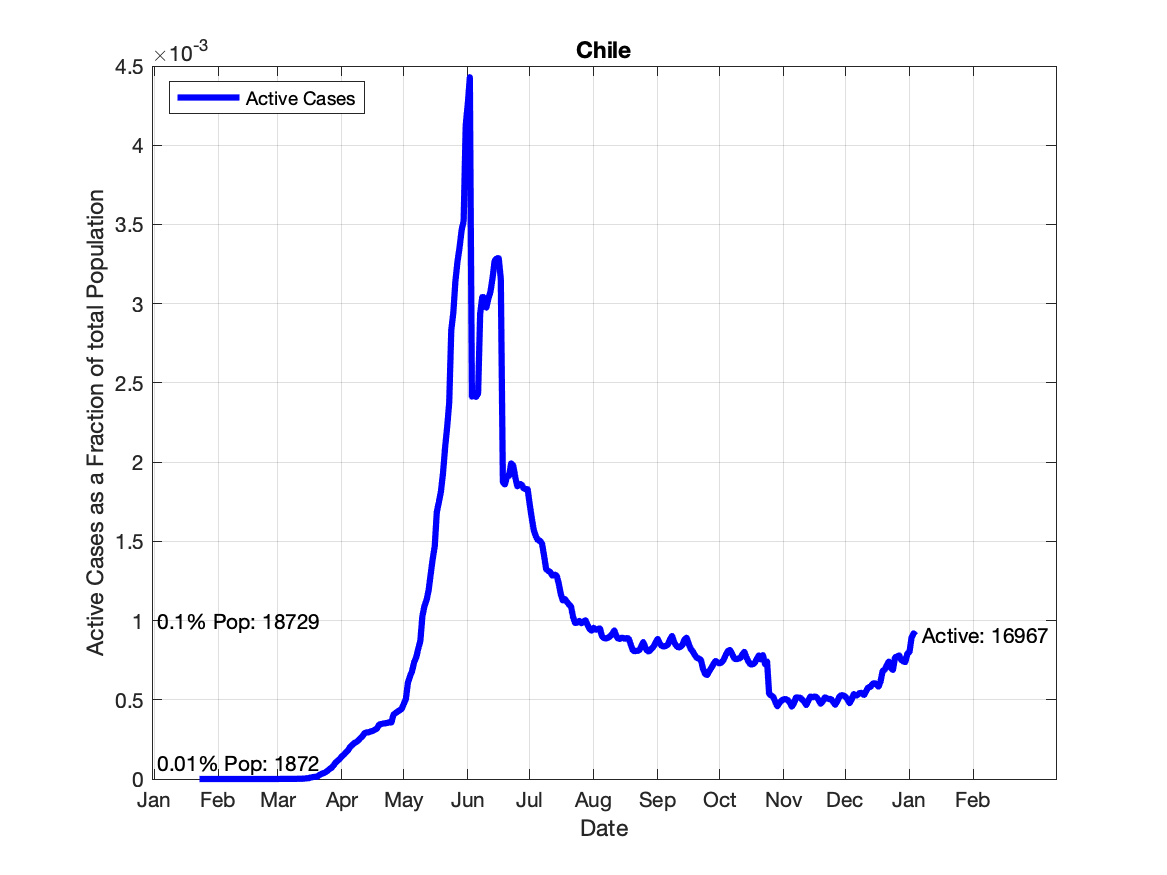 Chile
×10-3
Active Cases
4.5
4
3.5
3
2.5
2
1.5
1
0.5
0
Active Cases as a Fraction of total Population
0.1% Pop: 18729
0.01% Pop: 1872
Active: 16967
Jan Feb Mar Apr May Jun Jul Aug Sep Oct Nov Dec Jan Feb
Date